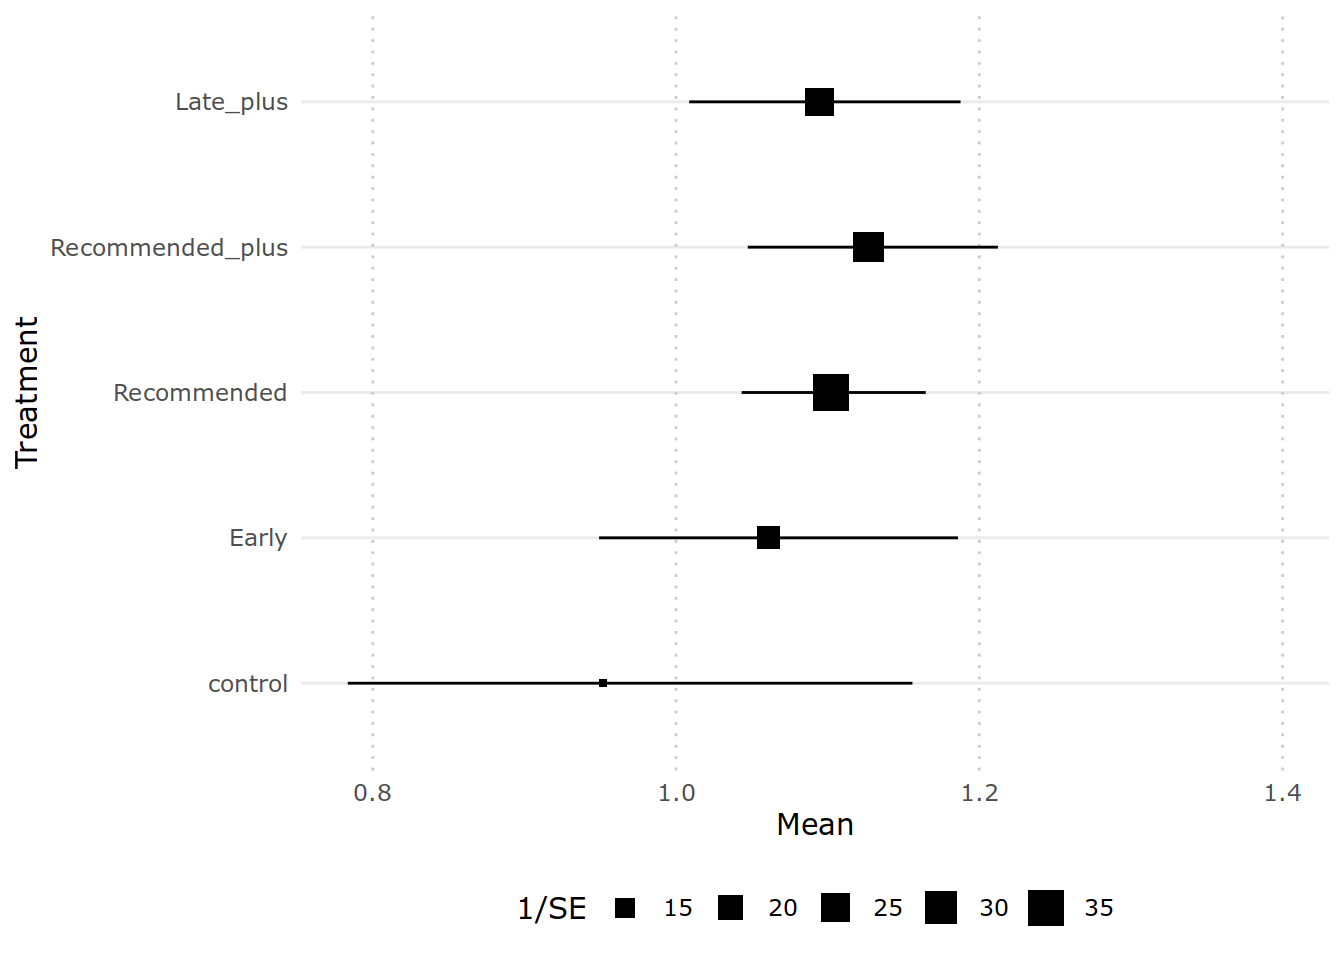 Treatment
Late_plus
Recommended_plus
Recommended
Early
control
0.8 1.0 1.2 1.4
Mean
1/SE 15 20 25 30 35